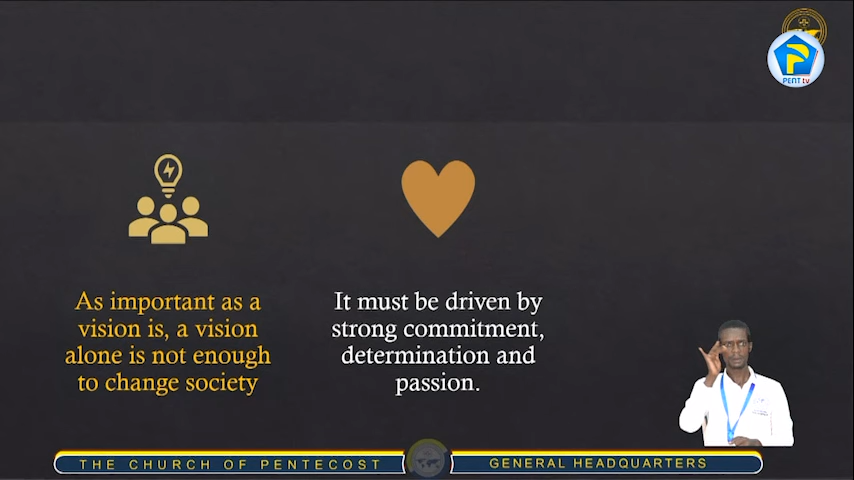 PENT tv
As important as a
vision is, a vision
alone is not enough
to change society
It must be driven by
strong commitment,
determination and
passion.
THE CHURCH OF PENTECOST
GENERAL HEADQUARTERS